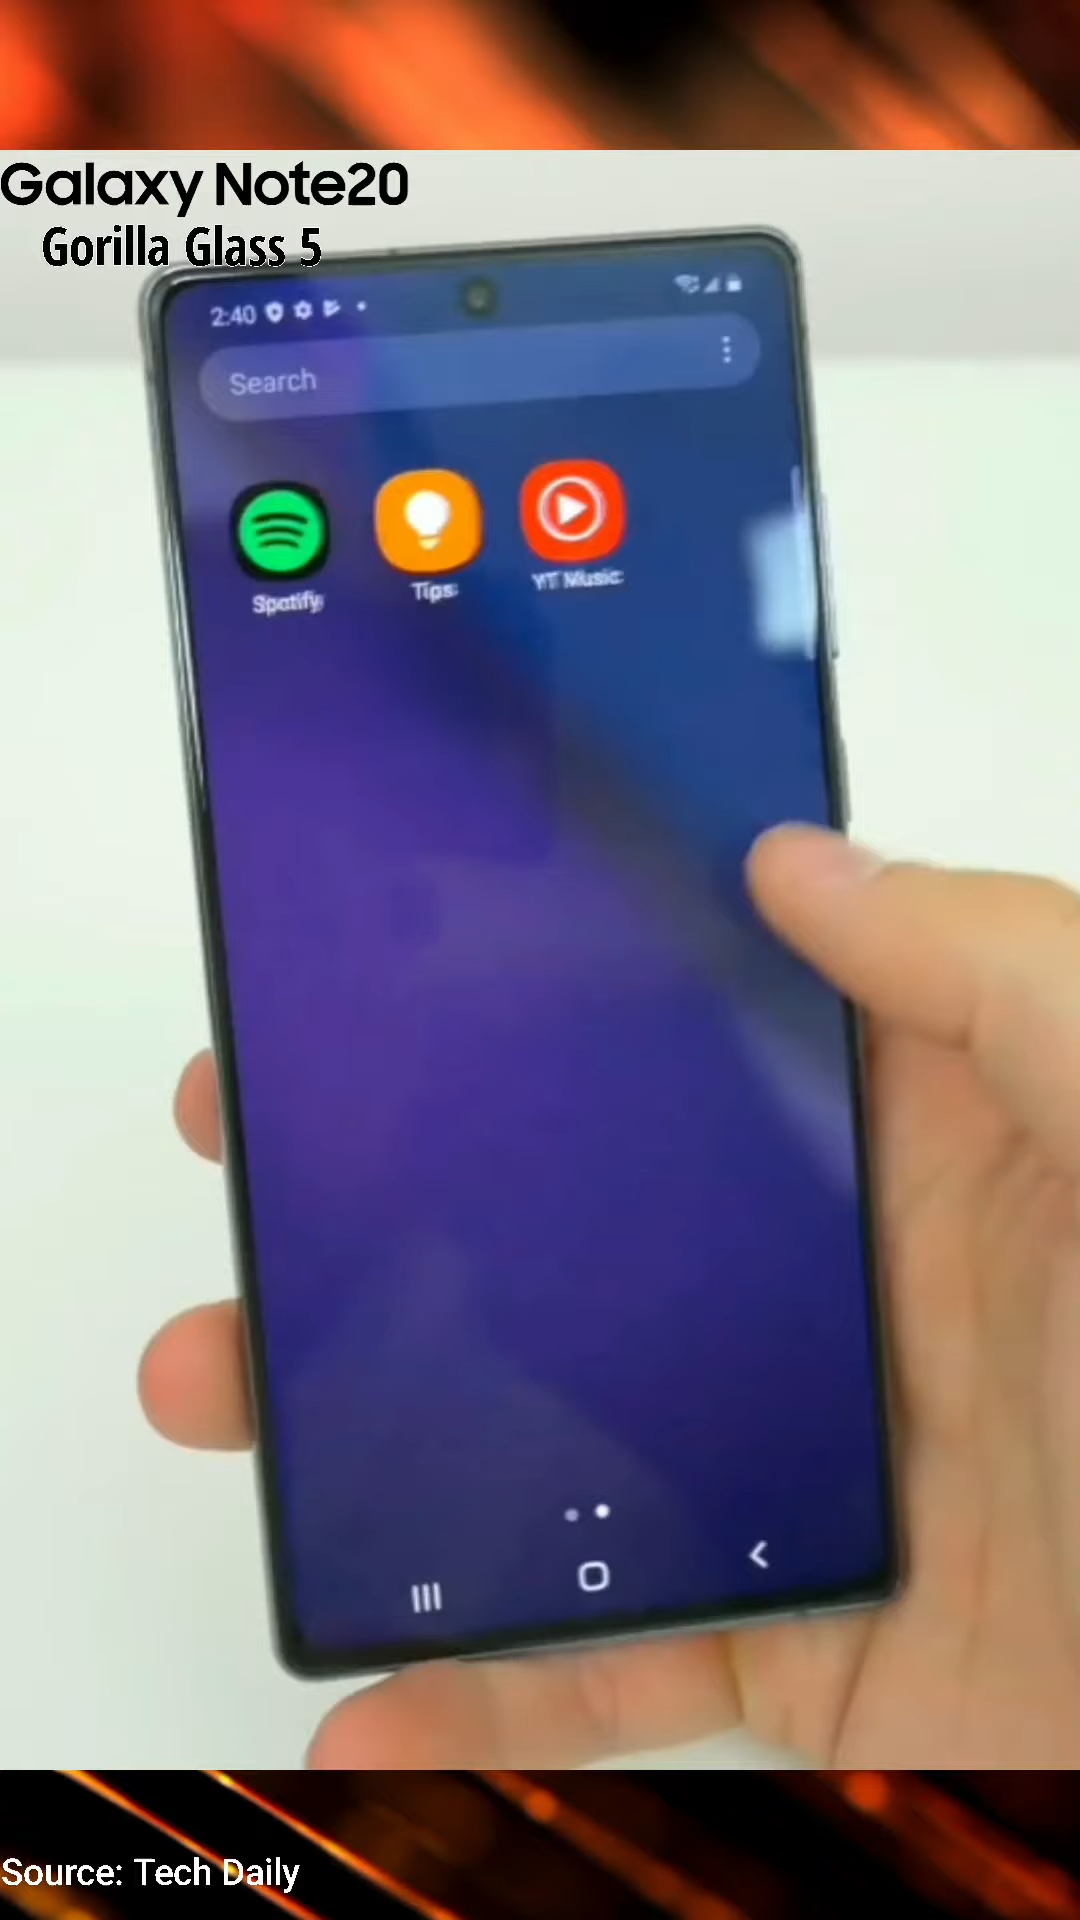 Galaxy Note20
Gorilla Glass 5
2:40
Search
Spotify
Tips
YT Music
Source: Tech Daily